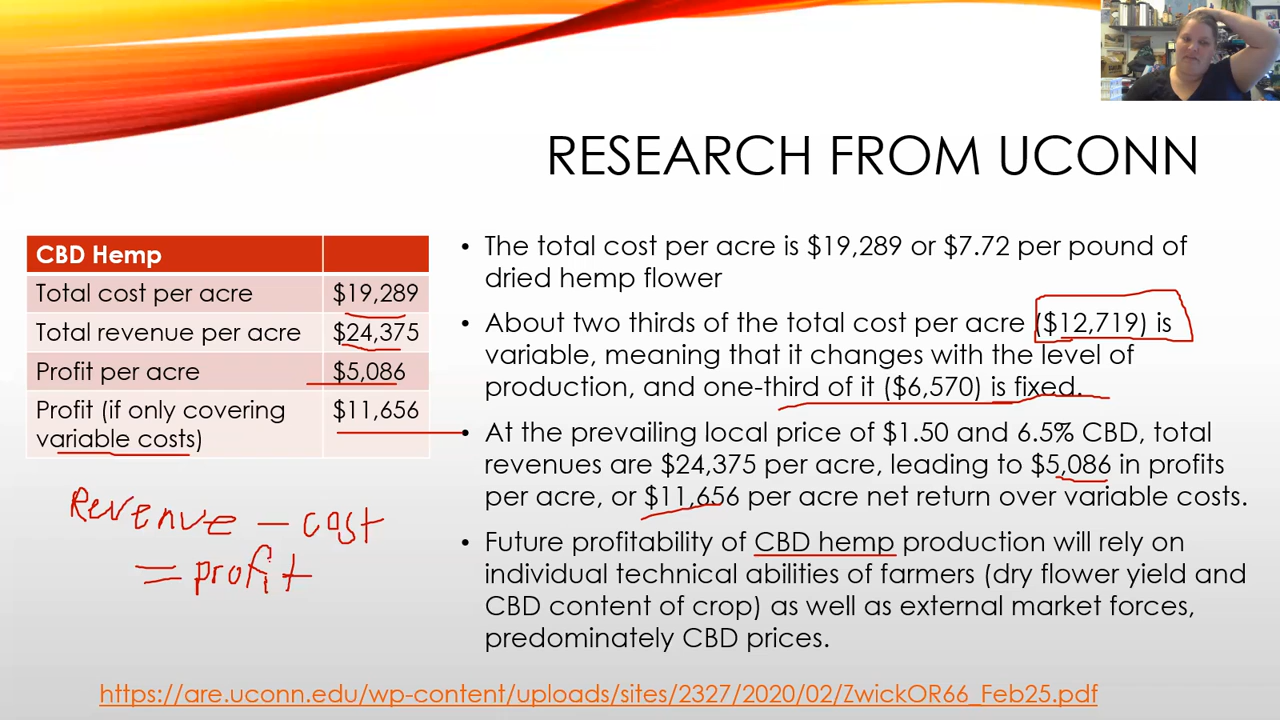 RESEARCH FROM UCONN
CBD Hemp
Total cost per acre $19,289
Total revenue per acre $24,375
Profit per acre $5,086
Profit (if only covering $11,656
variable costs)
Revenue - cost
= profit
• The total cost per acre is $19,289 or $7.72 per pound of
dried hemp flower
• About two thirds of the total cost per acre ($12,719) is
variable, meaning that it changes with the level of
production, and one-third of it ($6,570) is fixed.
• At the prevailing local price of $1.50 and 6.5% CBD, total
revenues are $24,375 per acre, leading to $5,086 in profits
per acre, or $11,656 per acre net return over variable costs.
• Future profitability of CBD hemp production will rely on
individual technical abilities of farmers (dry flower yield and
CBD content of crop) as well as external market forces,
predominately CBD prices.
https://are.uconn.edu/wp-content/uploads/sites/2327/2020/02/ZwickOR66_Feb25.pdf